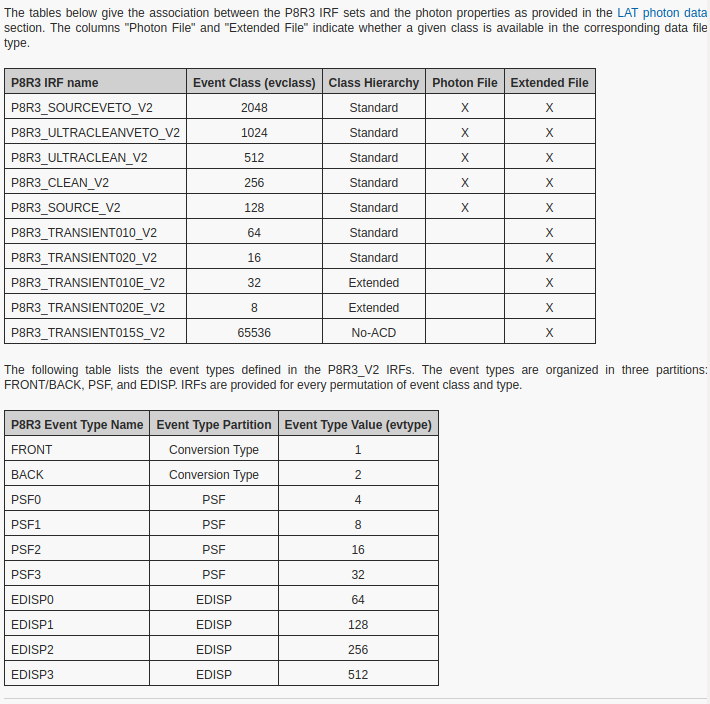 The tables below give the association between the P8R3 IRF sets and the photon properties as provided in the LAT photon data
section. The columns "Photon File" and "Extended File" indicate whether a given class is available in the corresponding data file
type.
P8R3 IRF name Event Class (evclass) Class Hierarchy Photon File Extended File
P8R3_SOURCEVETO_V2 2048 Standard X X
P8R3_ULTRACLEANVETO_V2 1024 Standard X X
P8R3_ULTRACLEAN_V2 512 Standard X X
P8R3_CLEAN_V2 256 Standard X X
P8R3_SOURCE_V2 128 Standard X X
P8R3_TRANSIENT010_V2 64 Standard X
P8R3_TRANSIENT020_V2 16 Standard X
P8R3_TRANSIENT010E_V2 32 Extended X
P8R3_TRANSIENT020E_V2 8 Extended X
P8R3_TRANSIENT015S_V2 65536 No-ACD X
The following table lists the event types defined in the P8R3_V2 IRFs. The event types are organized in three partitions:
FRONT/BACK, PSF, and EDISP. IRFs are provided for every permutation of event class and type.
P8R3 Event Type Name Event Type Partition Event Type Value (evtype)
FRONT Conversion Type 1
BACK Conversion Type 2
PSF0 PSF 4
PSF1 PSF 8
PSF2 PSF 16
PSF3 PSF 32
EDISP0 EDISP 64
EDISP1 EDISP 128
EDISP2 EDISP 256
EDISP3 EDISP 512